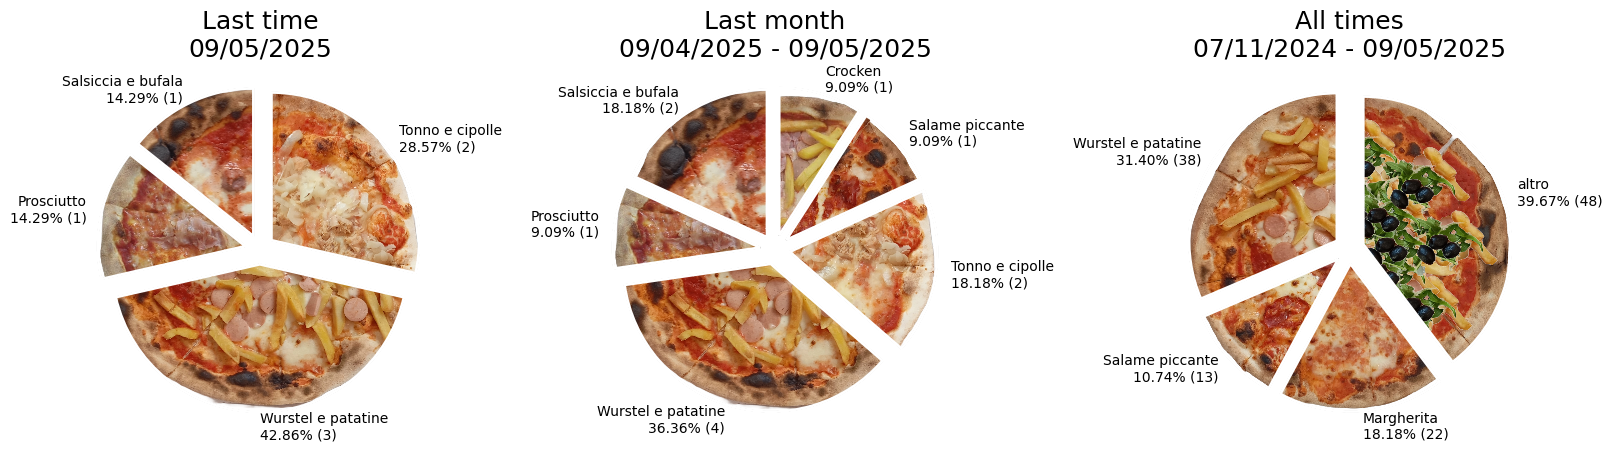 Last time
09/05/2025
Salsiccia e bufala
14.29% (1)
Tonno e cipolle
28.57% (2)
Prosciutto
14.29% (1)
Wurstel e patatine
42.86% (3)
Last month
09/04/2025 - 09/05/2025
Crocken
9.09% (1)
Salsiccia e bufala
18.18% (2)
Salame piccante
9.09% (1)
Prosciutto
9.09% (1)
Tonno e cipolle
18.18% (2)
Wurstel e patatine
36.36% (4)
All times
07/11/2024 - 09/05/2025
Wurstel e patatine
31.40% (38)
altro
39.67% (48)
Salame piccante
10.74% (13)
Margherita
18.18% (22)